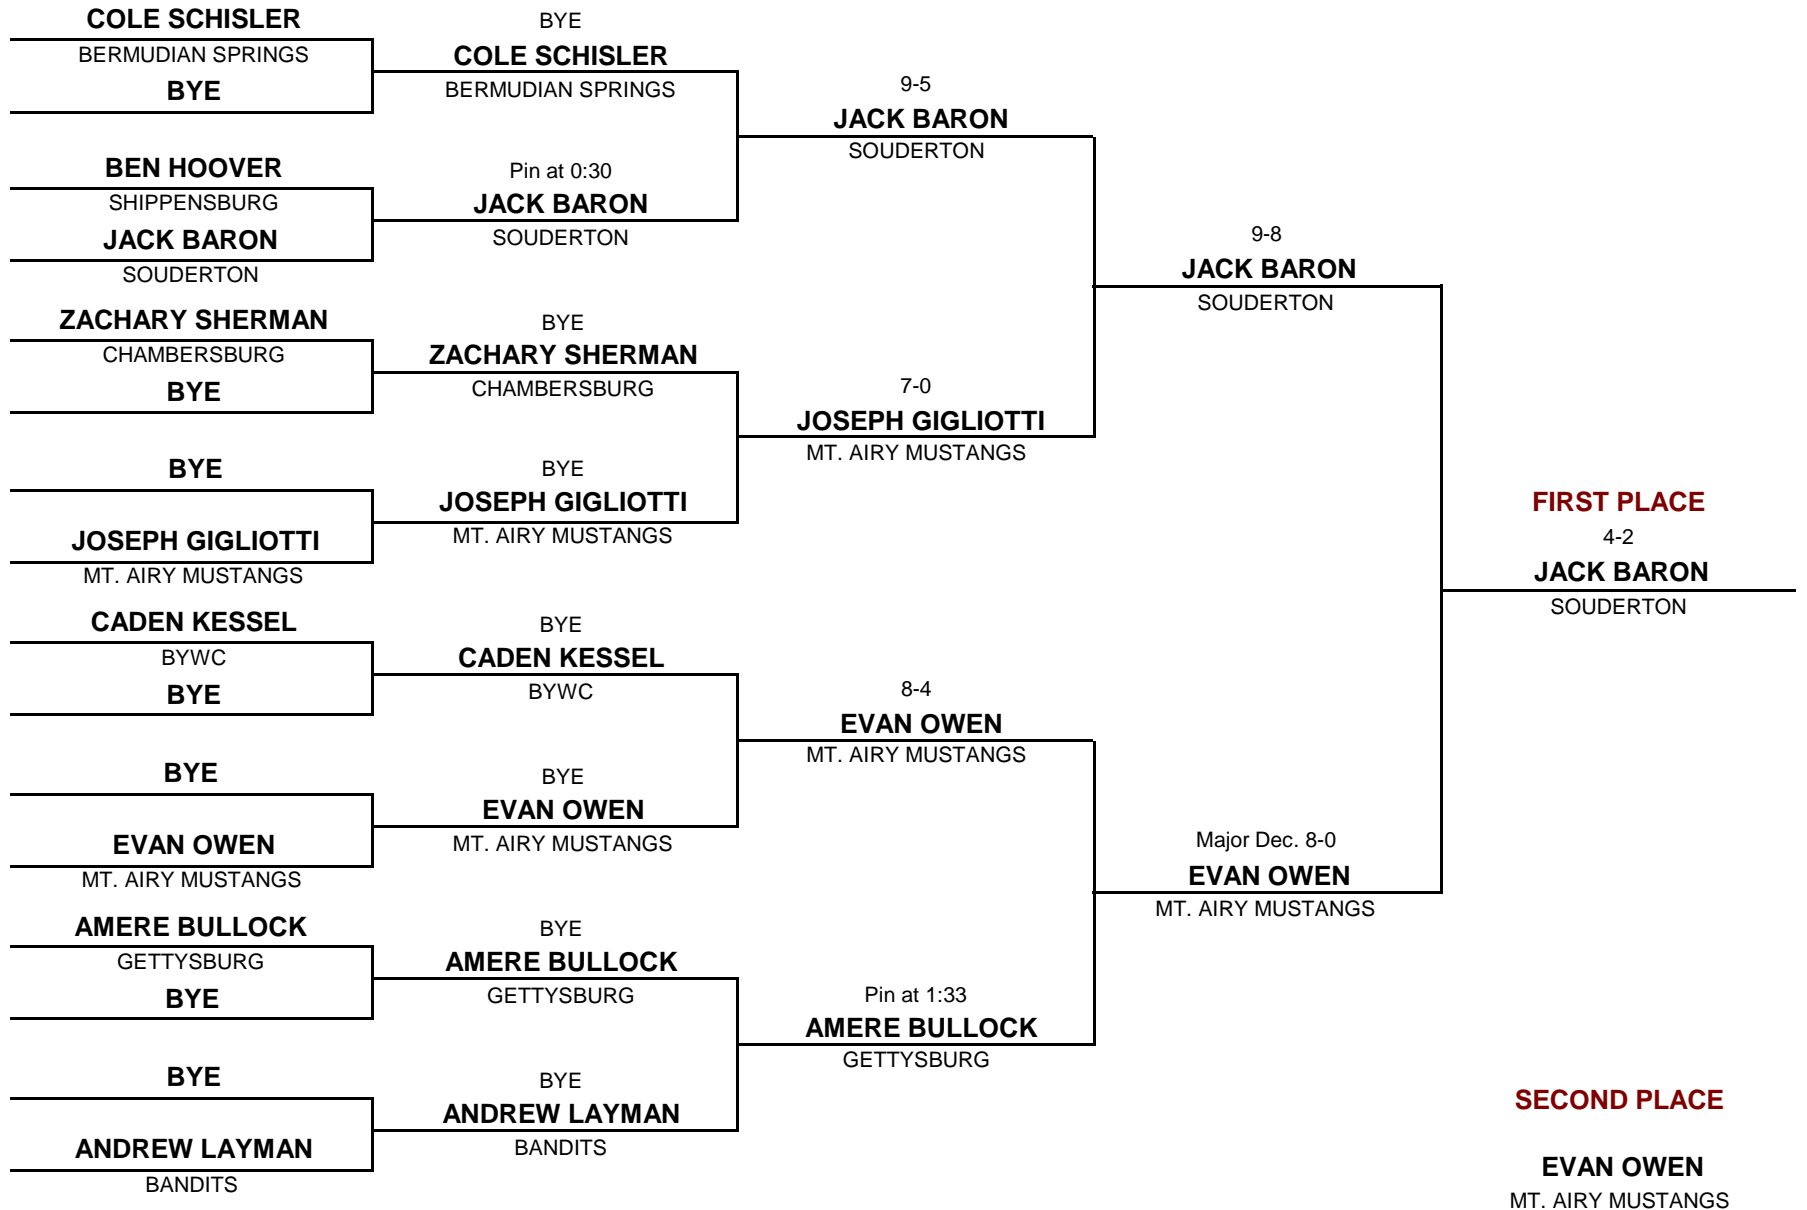 COLE SCHISLER
BERMUDIAN SPRINGS
BYE
BEN HOOVER
SHIPPENSBURG
JACK BARON
SOUDERTON
ZACHARY SHERMAN
CHAMBERSBURG
BYE
BYE
JOSEPH GIGLIOTTI
MT. AIRY MUSTANGS
CADEN KESSEL
BYWC
BYE
BYE
EVAN OWEN
MT. AIRY MUSTANGS
AMERE BULLOCK
GETTYSBURG
BYE
BYE
ANDREW LAYMAN
BANDITS
BYE
COLE SCHISLER
BERMUDIAN SPRINGS
Pin at 0:30
JACK BARON
SOUDERTON
BYE
ZACHARY SHERMAN
CHAMBERSBURG
BYE
JOSEPH GIGLIOTTI
MT. AIRY MUSTANGS
BYE
CADEN KESSEL
BYWC
BYE
EVAN OWEN
MT. AIRY MUSTANGS
BYE
AMERE BULLOCK
GETTYSBURG
BYE
ANDREW LAYMAN
BANDITS
9-5
JACK BARON
SOUDERTON
7-0
JOSEPH GIGLIOTTI
MT. AIRY MUSTANGS
8-4
EVAN OWEN
MT. AIRY MUSTANGS
Pin at 1:33
AMERE BULLOCK
GETTYSBURG
9-8
JACK BARON
SOUDERTON
Major Dec. 8-0
EVAN OWEN
MT. AIRY MUSTANGS
FIRST PLACE
4-2
JACK BARON
SOUDERTON
SECOND PLACE
EVAN OWEN
MT. AIRY MUSTANGS